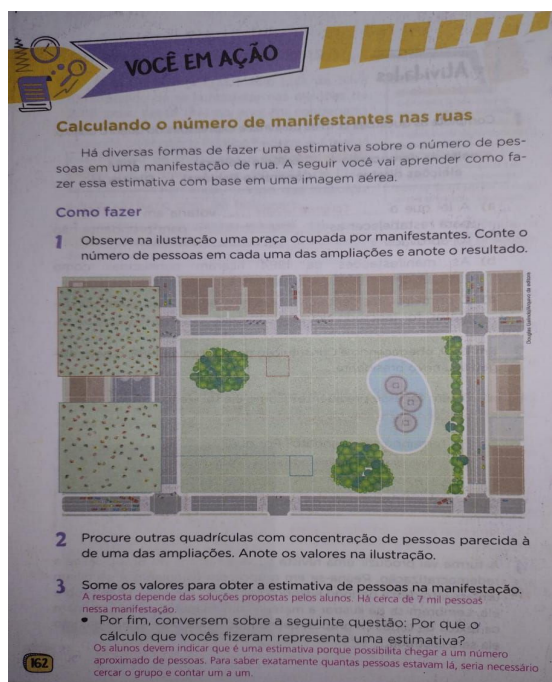 VOCÊ EM AÇÃO
Calculando o número de manifestantes nas ruas
Há diversas formas de fazer uma estimativa sobre o número de pes-
soas em uma manifestação de rua. A seguir você vai aprender como fa-
zer essa estimativa com base em uma imagem aérea.
Como fazer
1 Observe na ilustração uma praça ocupada por manifestantes. Conte o
número de pessoas em cada uma das ampliações e anote o resultado.
2 Procure outras quadrículas com concentração de pessoas parecida à
de uma das ampliações. Anote os valores na ilustração.
3 Some os valores para obter a estimativa de pessoas na manifestação.
A resposta depende das soluções propostas pelos alunos. Há cerca de 7 mil pessoas
nessa manifestação.
• Por fim, conversem sobre a seguinte questão: Por que o
cálculo que vocês fizeram representa uma estimativa?
Os alunos devem indicar que é uma estimativa porque possibilita chegar a um número
aproximado de pessoas. Para saber exatamente quantas pessoas estavam lá, seria necessário
cercar o grupo e contar um a um.
162